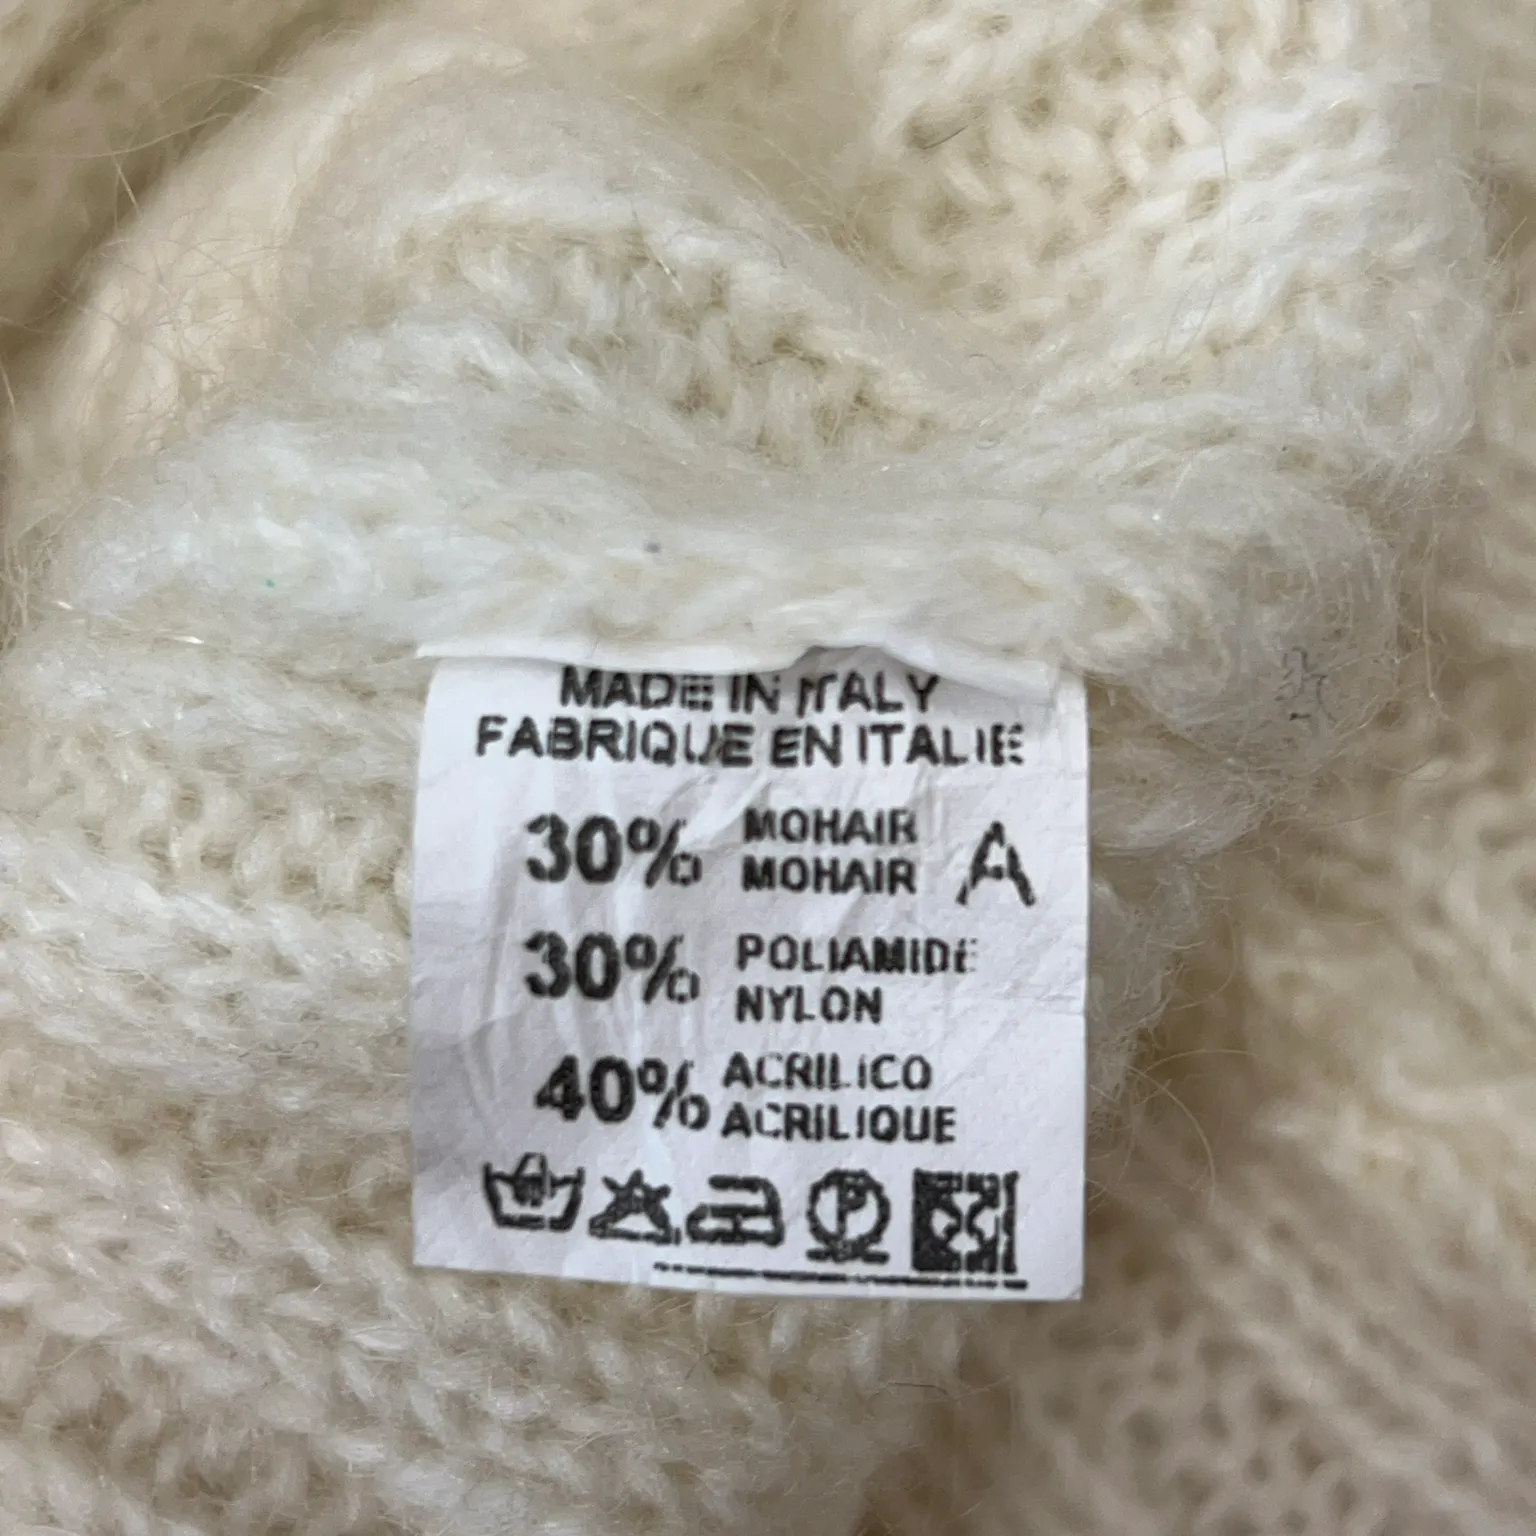 MADE IN ITALY
FABRIQUE EN ITALIE
30% MOHAIR
MOHAIR
A
30% POLIAMIDE
NYLON
40% ACRILICO
ACRILIQUE
P